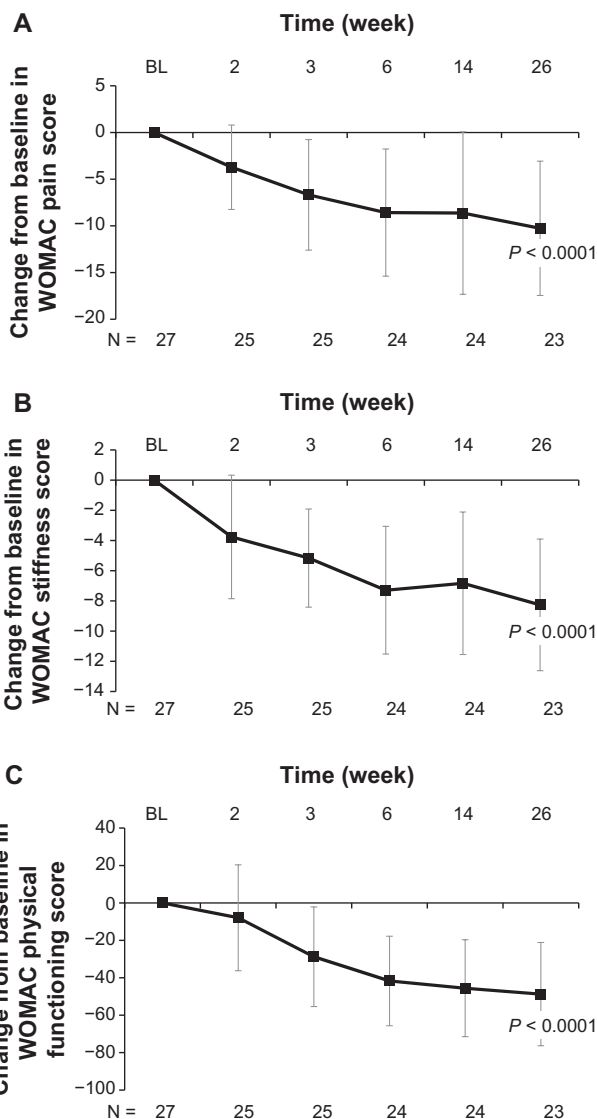 A
Time (week)
BL 2 3 6 14 26
Change from baseline in
WOMAC pain score
5
0
−5
−10
−15
−20
P < 0.0001
N = 27 25 25 24 24 23
B
Time (week)
BL 2 3 6 14 26
Change from baseline in
WOMAC stiffness score
2
0
−2
−4
−6
−8
−10
−12
−14
P < 0.0001
N = 27 25 25 24 24 23
C
Time (week)
BL 2 3 6 14 26
Change from baseline in
WOMAC physical
functioning score
40
20
0
−20
−40
−60
−80
−100
P < 0.0001
N = 27 25 25 24 24 23